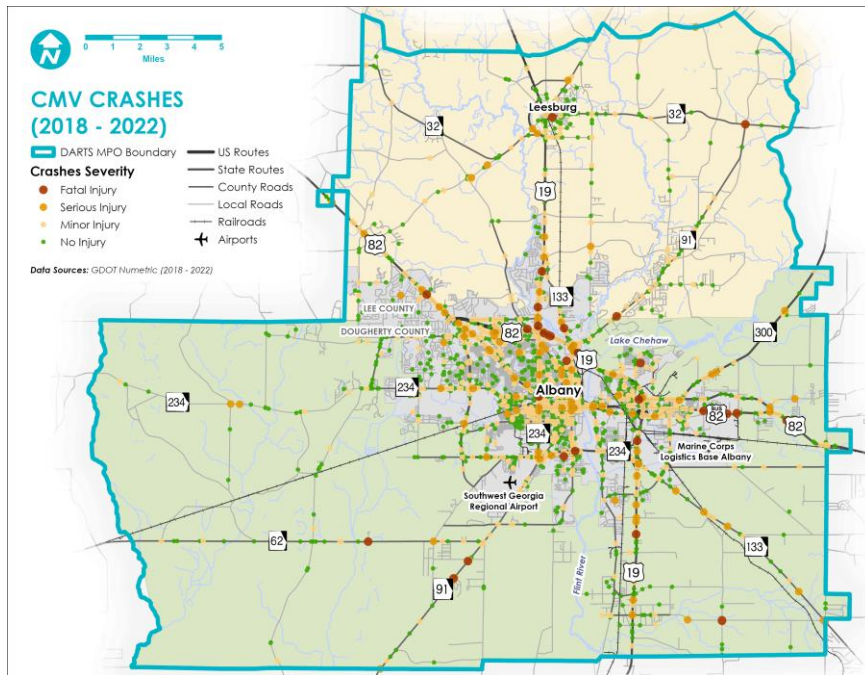 N
0 1 2 3 4 5
Miles
CMV CRASHES
(2018 - 2022)
DARTS MPO Boundary
Crashes Severity
Fatal Injury
Serious Injury
Minor Injury
No Injury
US Routes
State Routes
County Roads
Local Roads
Railroads
Airports
Data Sources: GDOT Numetric (2018 - 2022)
Leesburg
32
32
19
91
82
133
LEE COUNTY
DOUGHERTY COUNTY
82
300
Lake Chehaw
19
234
234
Albany
BUS
82
82
234
234
Marine Corps
Logistics Base Albany
Southwest Georgia
Regional Airport
62
133
Flint River
19
91